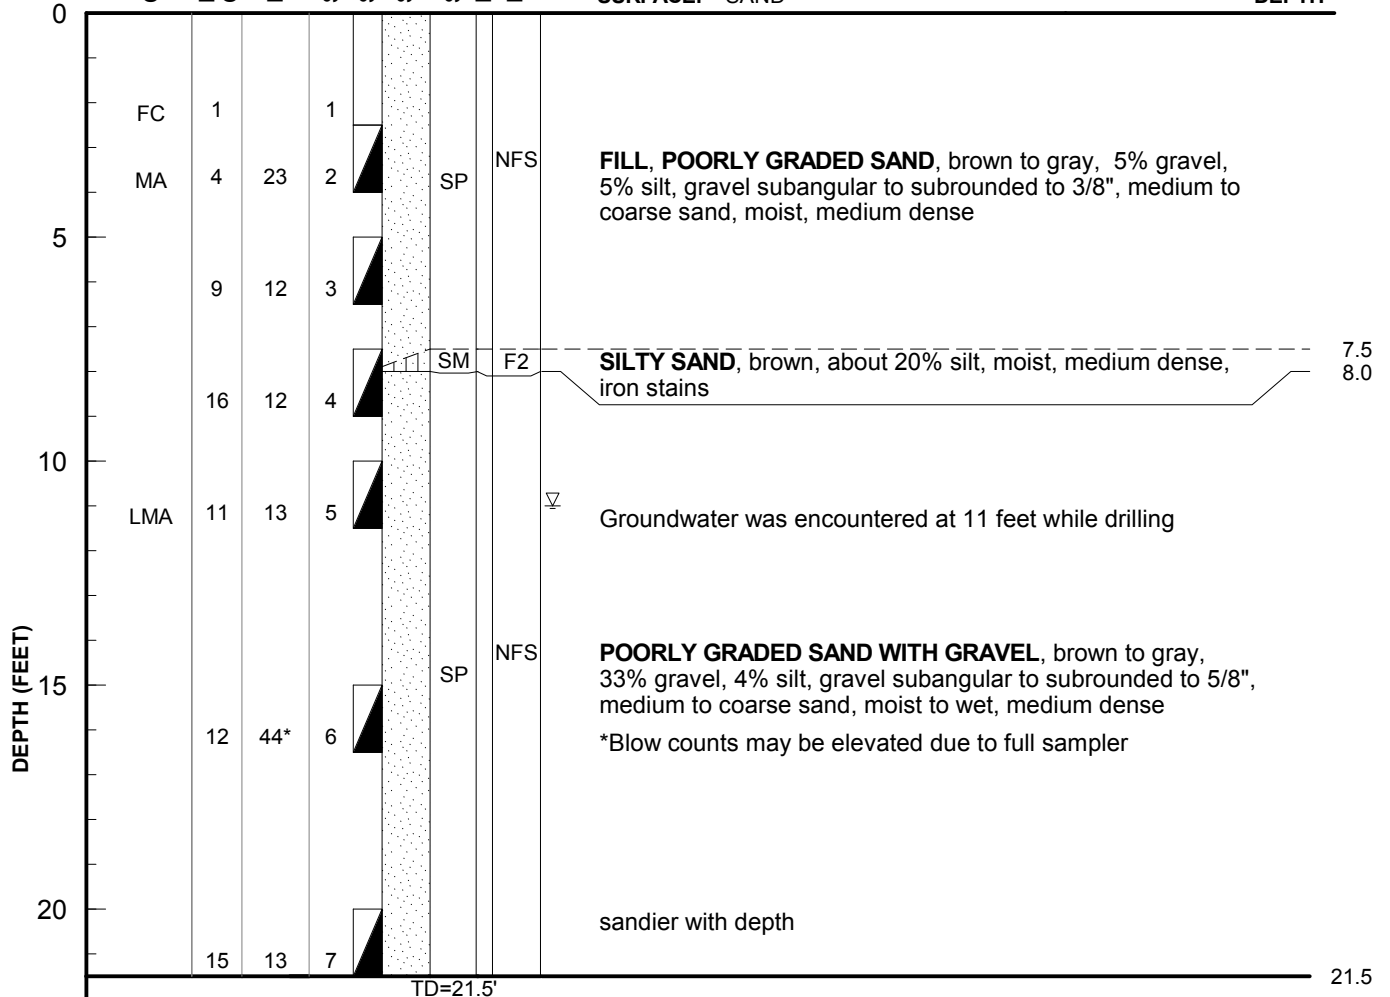 SURFACE: SAND DEPTH
0
FC 1 1
NFS
MA 4 23 2 SP
FILL, POORLY GRADED SAND, brown to gray, 5% gravel,
5% silt, gravel subangular to subrounded to 3/8", medium to
coarse sand, moist, medium dense
5
9 12 3
7.5
SM F2
SILTY SAND, brown, about 20% silt, moist, medium dense,
iron stains
8.0
16 12 4
10
LMA 11 13 5
Groundwater was encountered at 11 feet while drilling
DEPTH (FEET)
NFS
SP
POORLY GRADED SAND WITH GRAVEL, brown to gray,
33% gravel, 4% silt, gravel subangular to subrounded to 5/8",
medium to coarse sand, moist to wet, medium dense
15
12 44* 6
*Blow counts may be elevated due to full sampler
20
sandier with depth
15 13 7
21.5
TD=21.5'